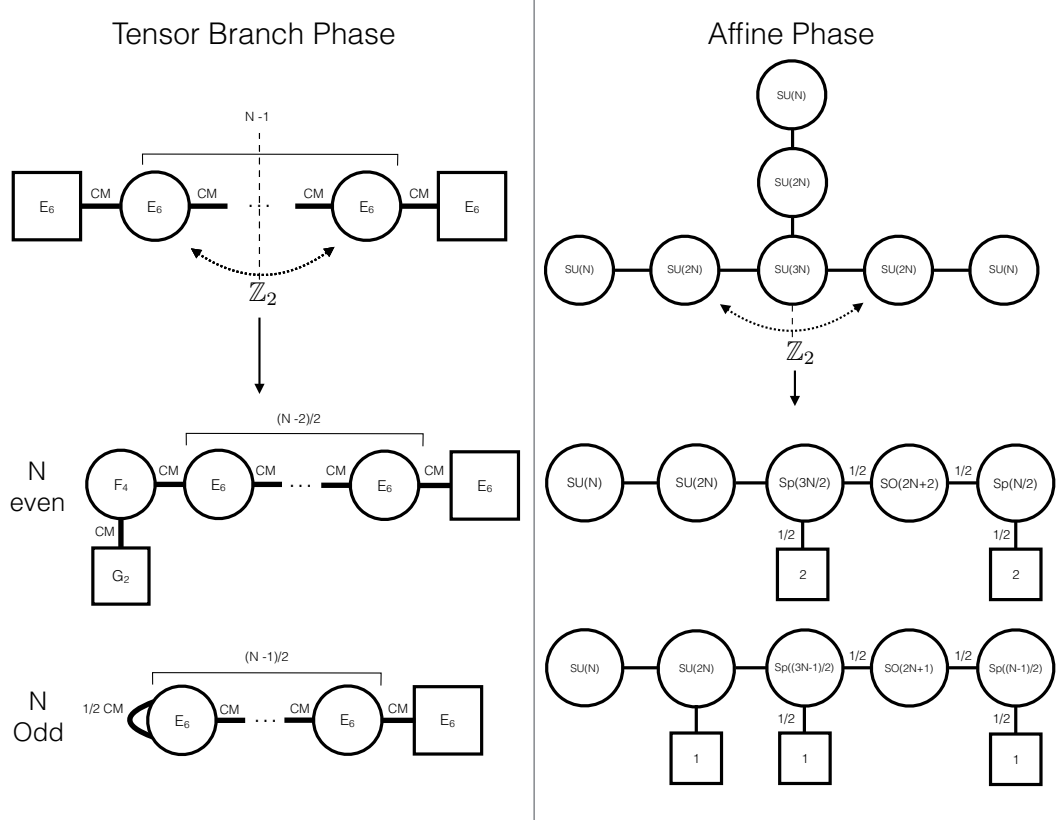 Tensor Branch Phase
N -1
E₆ CM E₆ CM ... CM E₆ CM E₆
ℤ₂
N
even
(N -2)/2
F₄ CM E₆ CM ... CM E₆ CM E₆
CM
G₂
N
Odd
(N -1)/2
1/2 CM E₆ CM ... CM E₆ CM E₆
Affine Phase
SU(N)
SU(2N)
SU(N) SU(2N) SU(3N) SU(2N) SU(N)
ℤ₂
SU(N) SU(2N) Sp(3N/2) 1/2 SO(2N+2) 1/2 Sp(N/2)
1/2 1/2
2 2
SU(N) SU(2N) Sp((3N-1)/2) 1/2 SO(2N+1) 1/2 Sp((N-1)/2)
1/2 1/2
1 1 1